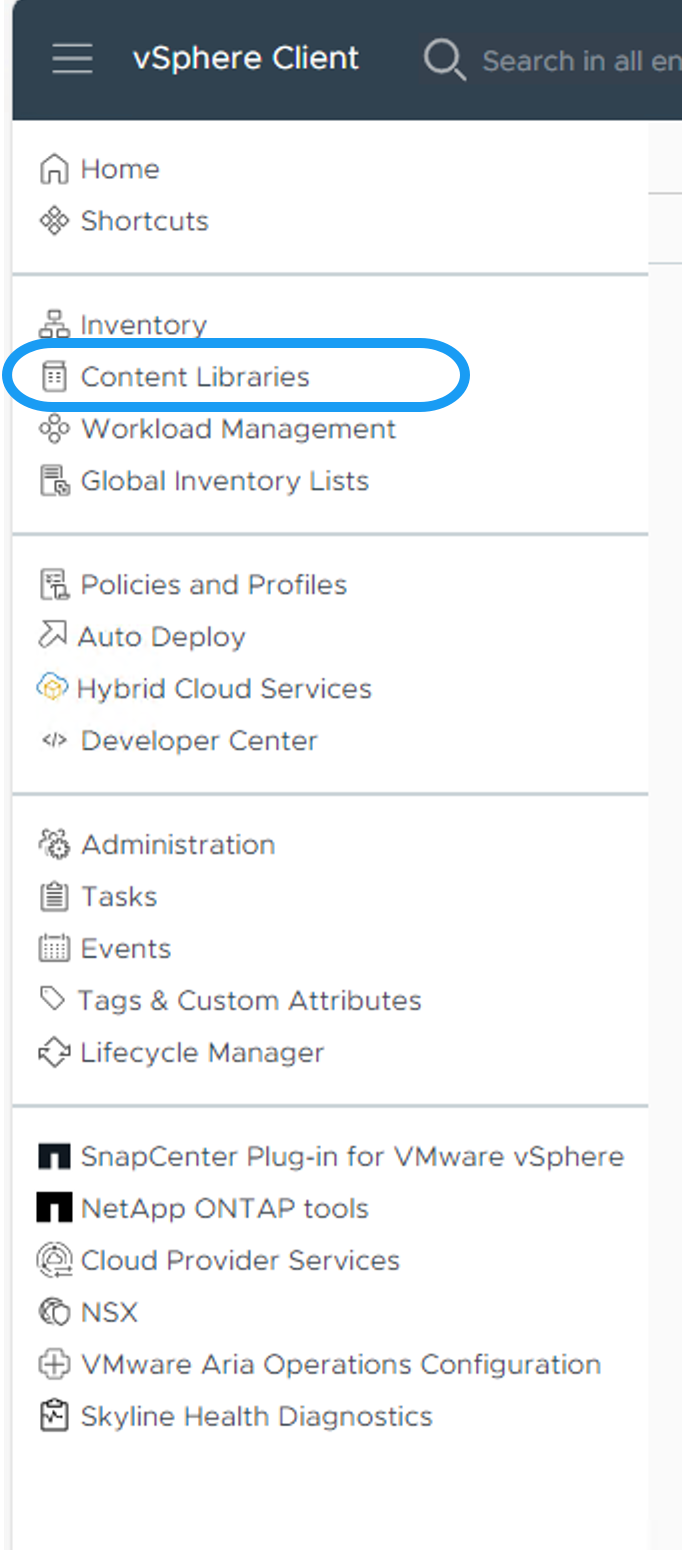 vSphere Client
Search in all en
Home
Shortcuts
Inventory
Content Libraries
Workload Management
Global Inventory Lists
Policies and Profiles
Auto Deploy
Hybrid Cloud Services
Developer Center
Administration
Tasks
Events
Tags & Custom Attributes
Lifecycle Manager
SnapCenter Plug-in for VMware vSphere
NetApp ONTAP tools
Cloud Provider Services
NSX
VMware Aria Operations Configuration
Skyline Health Diagnostics